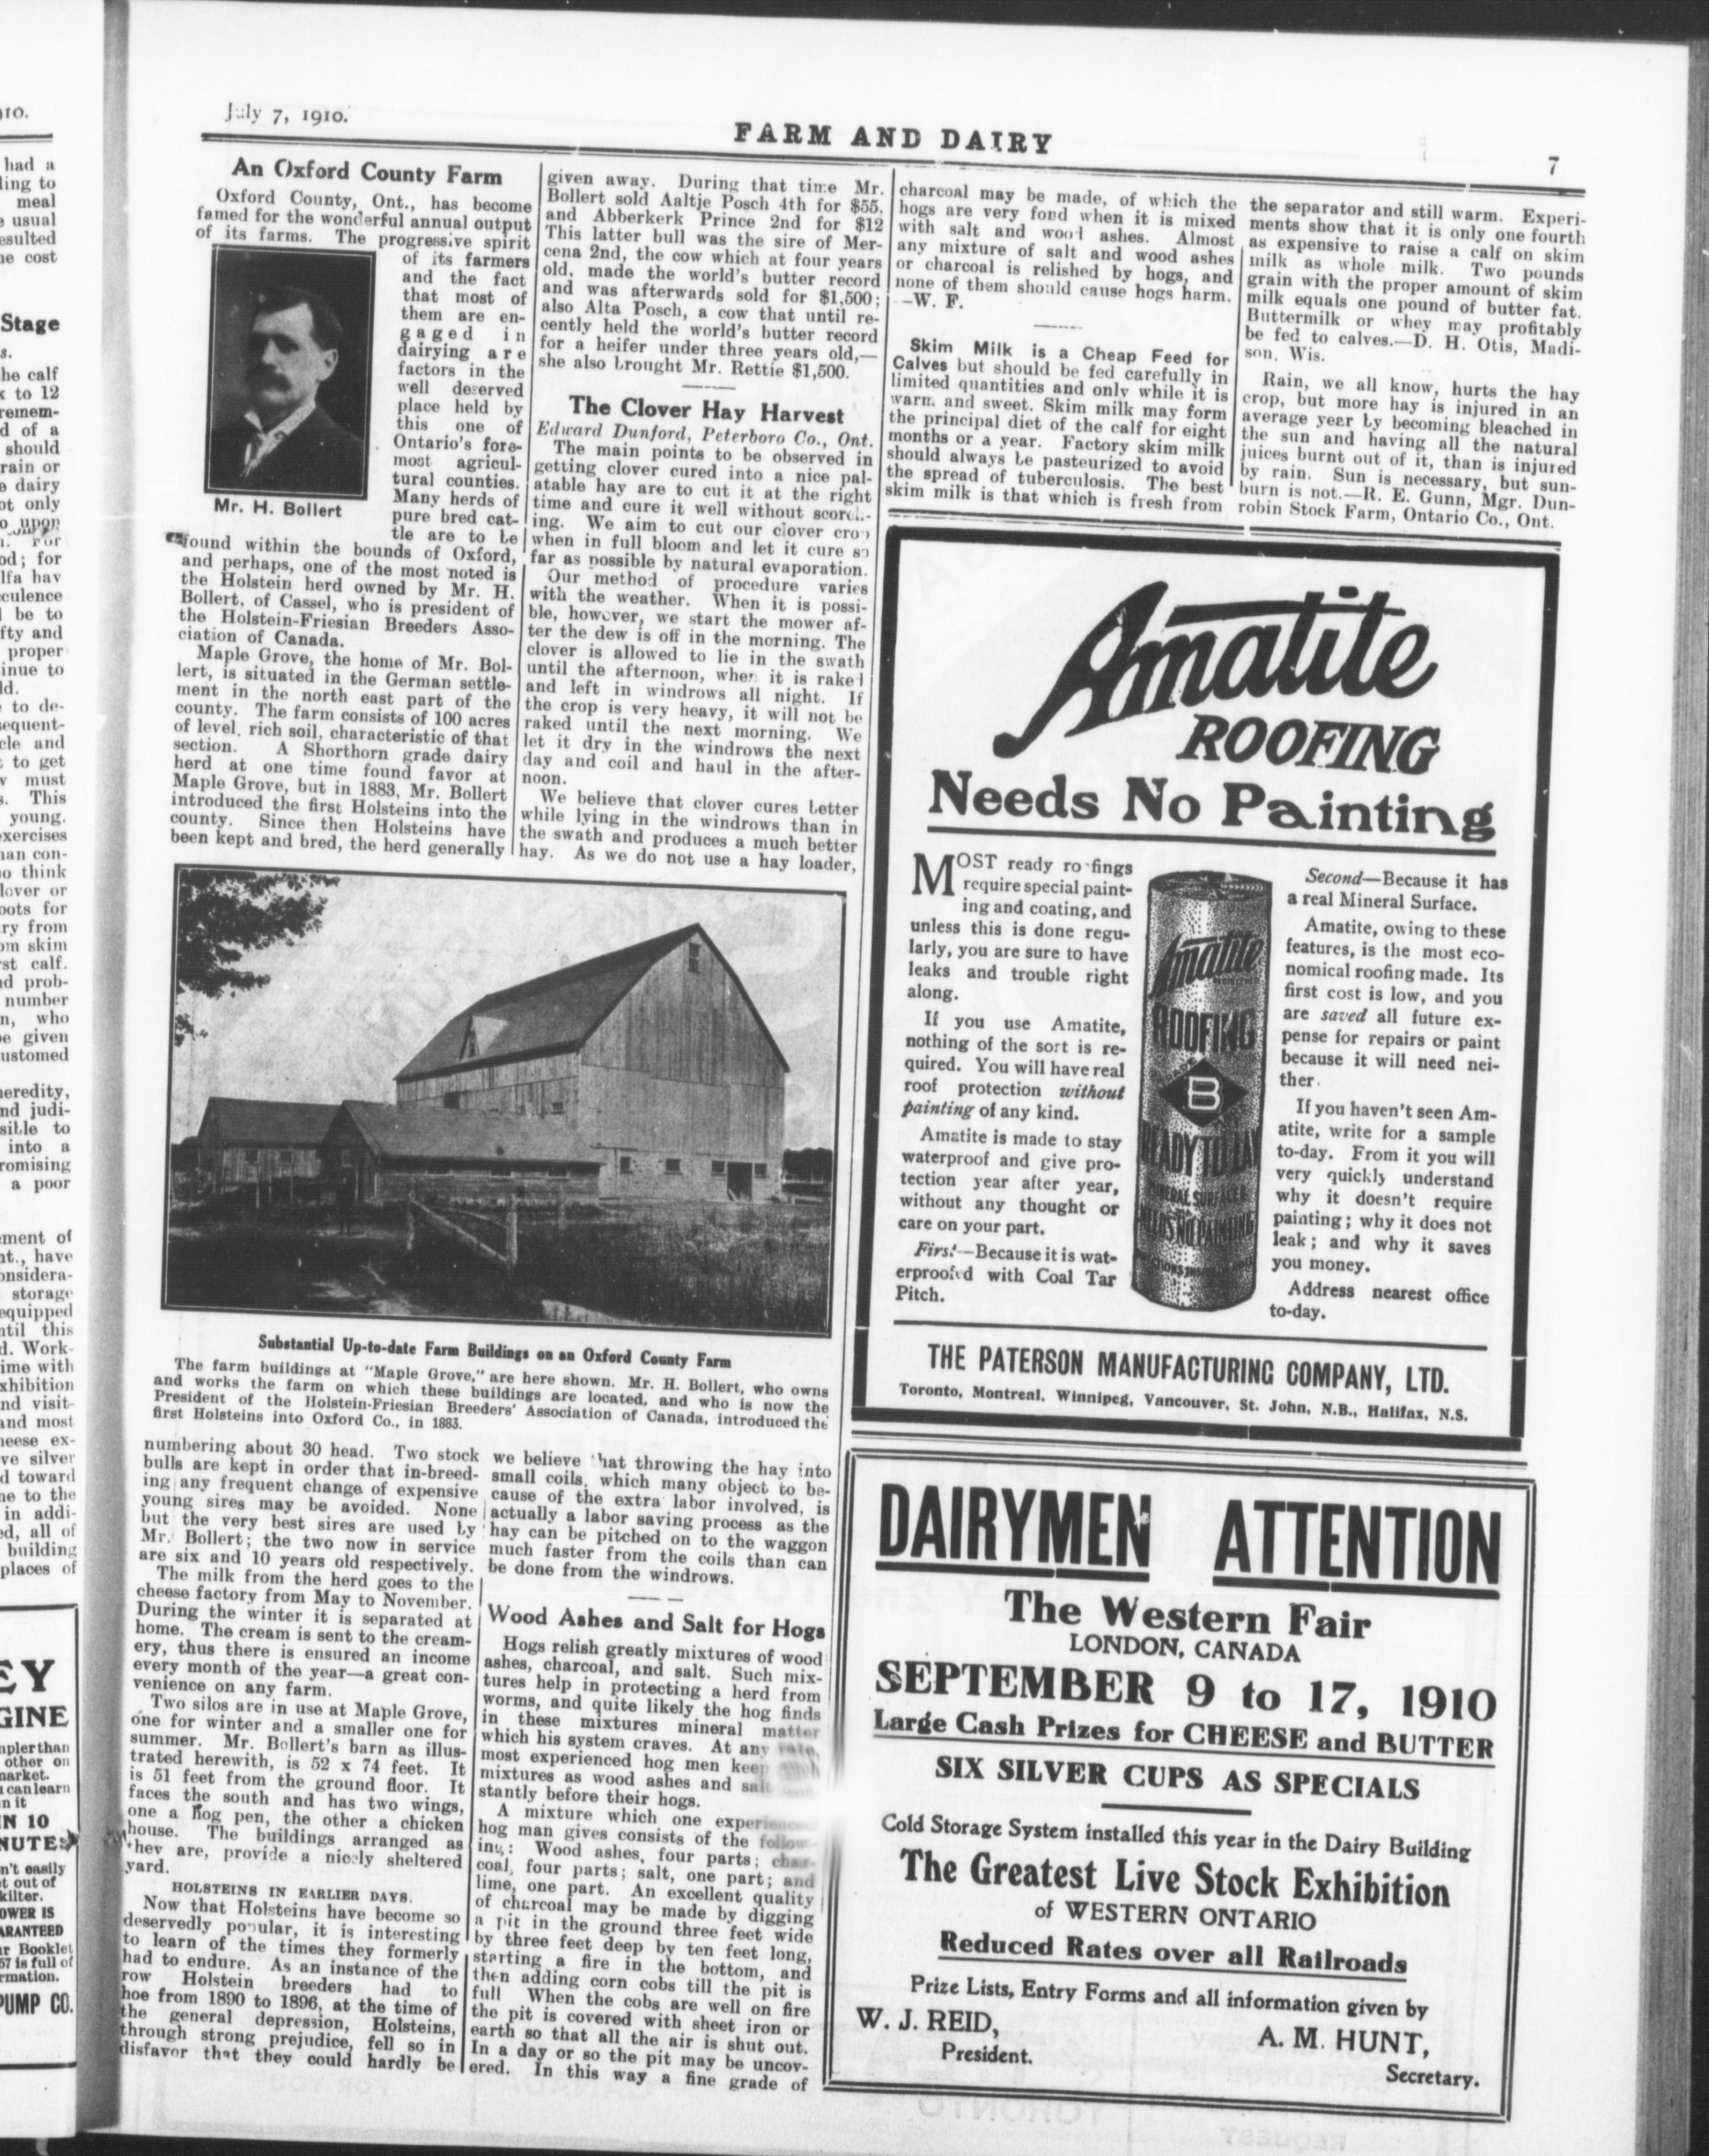 July 7, 1910.
FARM AND DAIRY
7
An Oxford County Farm
Oxford County, Ont., has become
famed for the wonderful annual output
of its farms. The progressive spirit
of its farmers
and the fact
that most of
them are en-
gaged in
dairying are
factors in the
well deserved
place held by
this one of
Ontario's fore-
most agricul-
tural counties.
Many herds of
pure bred cat-
tle are to be
Mr. H. Bollert
found within the bounds of Oxford,
and perhaps, one of the most noted is
the Holstein herd owned by Mr. H.
Bollert, of Cassel, who is president of
the Holstein-Friesian Breeders Asso-
ciation of Canada.
Maple Grove, the home of Mr. Bol-
lert, is situated in the German settle-
ment in the north east part of the
county. The farm consists of 100 acres
of level, rich soil, characteristic of that
section. A Shorthorn grade dairy
herd at one time found favor at
Maple Grove, but in 1883, Mr. Bollert
introduced the first Holsteins into the
county. Since then Holsteins have
been kept and bred, the herd generally
Substantial Up-to-date Farm Buildings on an Oxford County Farm
The farm buildings at "Maple Grove," are here shown. Mr. H. Bollert, who owns
and works the farm on which these buildings are located, and who is now the
President of the Holstein-Friesian Breeders' Association of Canada, introduced the
first Holsteins into Oxford Co., in 1883.
numbering about 30 head. Two stock
bulls are kept in order that in-breed-
ing any frequent change of expensive
young sires may be avoided. None
but the very best sires are used by
Mr. Bollert; the two now in service
are six and 10 years old respectively.
The milk from the herd goes to the
cheese factory from May to November.
During the winter it is separated at
home. The cream is sent to the cream-
ery, thus there is ensured an income
every month of the year—a great con-
venience on any farm.
Two silos are in use at Maple Grove,
one for winter and a smaller one for
summer. Mr. Bollert's barn as illus-
trated herewith, is 52 x 74 feet. It
is 51 feet from the ground floor. It
faces the south and has two wings,
one a hog pen, the other a chicken
house. The buildings arranged as
they are, provide a nicely sheltered
yard.
HOLSTEINS IN EARLIER DAYS.
Now that Holsteins have become so
deservedly popular, it is interesting
to learn of the times they formerly
had to endure. As an instance of the
row Holstein breeders had to
hoe from 1890 to 1896, at the time of
the general depression, Holsteins,
through strong prejudice, fell so in
disfavor that they could hardly be
given away. During that time Mr.
Bollert sold Aaltje Posch 4th for $55,
and Abberkerk Prince 2nd for $12
This latter bull was the sire of Mer-
cena 2nd, the cow which at four years
old, made the world's butter record
and was afterwards sold for $1,500;
also Alta Posch, a cow that until re-
cently held the world's butter record
for a heifer under three years old,—
she also brought Mr. Rettie $1,500.
The Clover Hay Harvest
Edward Dunford, Peterboro Co., Ont.
The main points to be observed in
getting clover cured into a nice pal-
atable hay are to cut it at the right
time and cure it well without scorch-
ing. We aim to cut our clover crop
when in full bloom and let it cure so
far as possible by natural evaporation.
Our method of procedure varies
with the weather. When it is possi-
ble, however, we start the mower af-
ter the dew is off in the morning. The
clover is allowed to lie in the swath
until the afternoon, when it is raked
and left in windrows all night. If
the crop is very heavy, it will not be
raked until the next morning. We
let it dry in the windrows the next
day and coil and haul in the after-
noon.
We believe that clover cures better
while lying in the windrows than in
the swath and produces a much better
hay. As we do not use a hay loader,
we believe that throwing the hay into
small coils, which many object to be-
cause of the extra labor involved, is
actually a labor saving process as the
hay can be pitched on to the waggon
much faster from the coils than can
be done from the windrows.
Wood Ashes and Salt for Hogs
Hogs relish greatly mixtures of wood
ashes, charcoal, and salt. Such mix-
tures help in protecting a herd from
worms, and quite likely the hog finds
in these mixtures mineral matter
which his system craves. At any rate,
most experienced hog men keep such
mixtures as wood ashes and salt
stantly before their hogs.
A mixture which one experienced
hog man gives consists of the follow-
ing: Wood ashes, four parts; char-
coal, four parts; salt, one part; and
lime, one part. An excellent quality
of charcoal may be made by digging
a pit in the ground three feet wide
by three feet deep by ten feet long,
starting a fire in the bottom, and
then adding corn cobs till the pit is
full When the cobs are well on fire
the pit is covered with sheet iron or
earth so that all the air is shut out.
In a day or so the pit may be uncov-
ered. In this way a fine grade of
charcoal may be made, of which the
hogs are very fond when it is mixed
with salt and wood ashes. Almost
any mixture of salt and wood ashes
or charcoal is relished by hogs, and
none of them should cause hogs harm.
—W. F.
Skim Milk is a Cheap Feed for
Calves but should be fed carefully in
limited quantities and only while it is
warm and sweet. Skim milk may form
the principal diet of the calf for eight
months or a year. Factory skim milk
should always be pasteurized to avoid
the spread of tuberculosis. The best
skim milk is that which is fresh from
the separator and still warm. Experi-
ments show that it is only one fourth
as expensive to raise a calf on skim
milk as whole milk. Two pounds
grain with the proper amount of skim
milk equals one pound of butter fat.
Buttermilk or whey may profitably
be fed to calves.—D. H. Otis, Madi-
son, Wis.
Rain, we all know, hurts the hay
crop, but more hay is injured in an
average year by becoming bleached in
the sun and having all the natural
juices burnt out of it, than is injured
by rain. Sun is necessary, but sun-
burn is not.—R. E. Gunn, Mgr. Dun-
robin Stock Farm, Ontario Co., Ont.
Amatite
ROOFING
Needs No Painting
MOST ready roofings
require special paint-
ing and coating, and
unless this is done regu-
larly, you are sure to have
leaks and trouble right
along.
If you use Amatite,
nothing of the sort is re-
quired. You will have real
roof protection without
painting of any kind.
Amatite is made to stay
waterproof and give pro-
tection year after year,
without any thought or
care on your part.
First—Because it is wat-
erproofed with Coal Tar
Pitch.
Amatite
ROOFING
B
READY TO LAY
MINERAL SURFACED
NEEDS NO PAINTING
Second—Because it has
a real Mineral Surface.
Amatite, owing to these
features, is the most eco-
nomical roofing made. Its
first cost is low, and you
are saved all future ex-
pense for repairs or paint
because it will need nei-
ther.
If you haven't seen Am-
atite, write for a sample
to-day. From it you will
very quickly understand
why it doesn't require
painting; why it does not
leak; and why it saves
you money.
Address nearest office
to-day.
THE PATERSON MANUFACTURING COMPANY, LTD.
Toronto, Montreal, Winnipeg, Vancouver, St. John, N.B., Halifax, N.S.
DAIRYMEN ATTENTION
The Western Fair
LONDON, CANADA
SEPTEMBER 9 to 17, 1910
Large Cash Prizes for CHEESE and BUTTER
SIX SILVER CUPS AS SPECIALS
Cold Storage System installed this year in the Dairy Building
The Greatest Live Stock Exhibition
of WESTERN ONTARIO
Reduced Rates over all Railroads
Prize Lists, Entry Forms and all information given by
W. J. REID,
President.
A. M. HUNT,
Secretary.